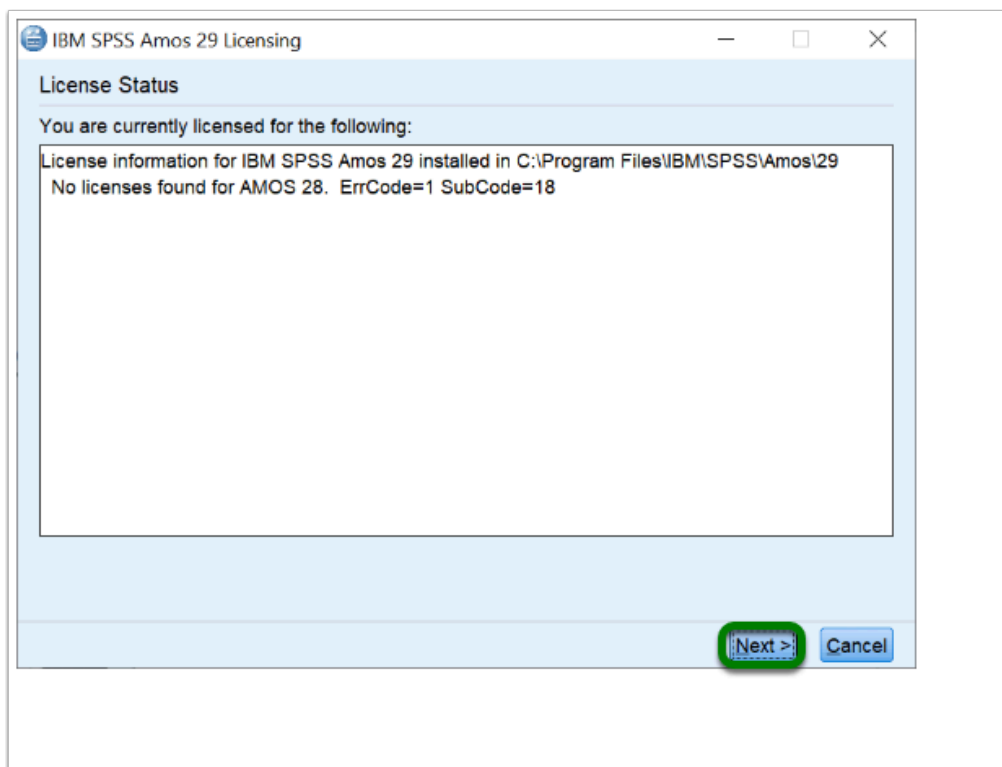 IBM SPSS Amos 29 Licensing
License Status
You are currently licensed for the following:
License information for IBM SPSS Amos 29 installed in C:\Program Files\IBM\SPSS\Amos\29
No licenses found for AMOS 28.  ErrCode=1 SubCode=18
Next > Cancel